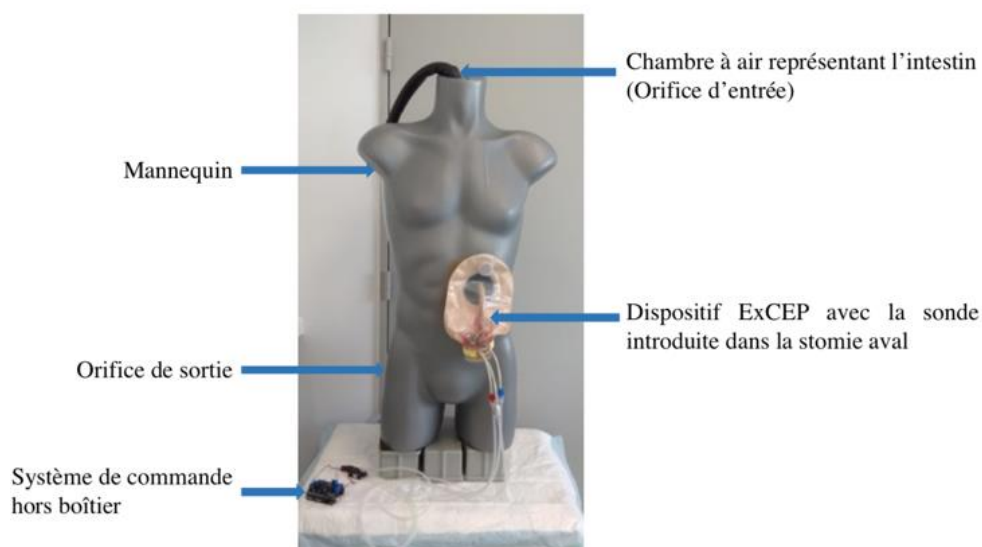 Chambre à air représentant l’intestin
(Orifice d’entrée)
Mannequin
Dispositif ExCEP avec la sonde
introduite dans la stomie aval
Orifice de sortie
Système de commande
hors boîtier